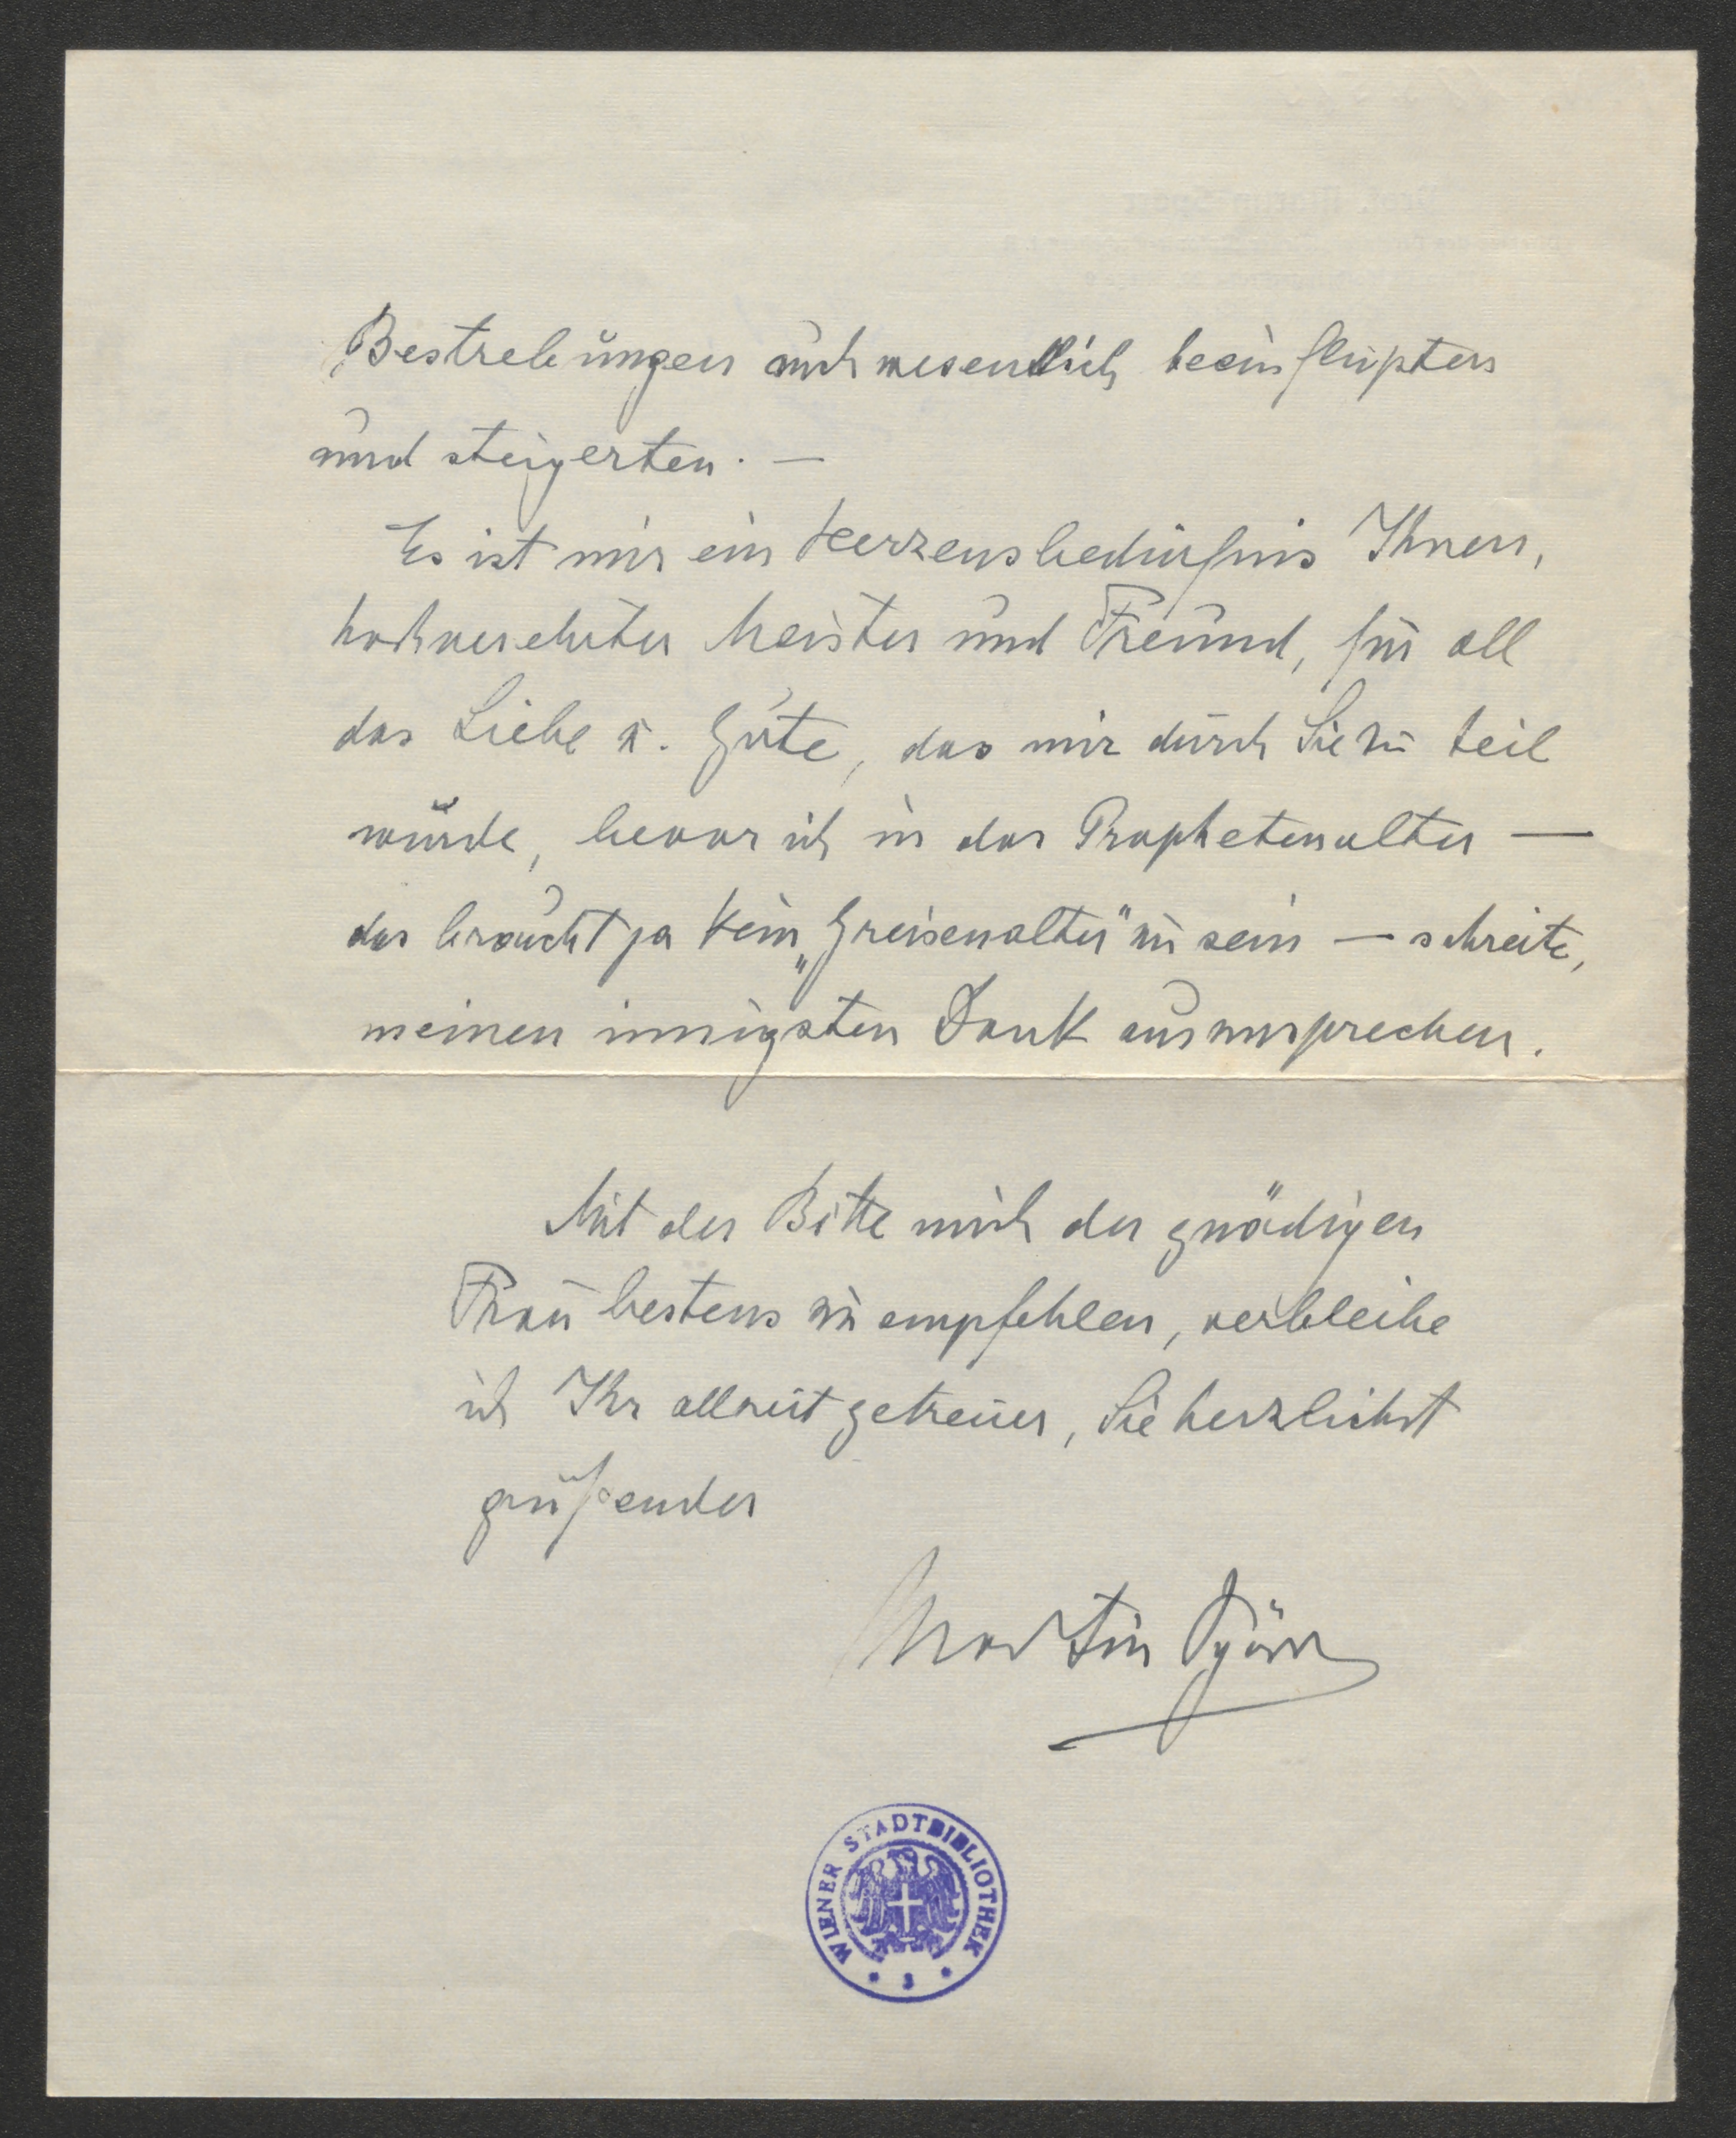 Bestrebungen auch wesentlich beeinflußten
und steigerten. —
Es ist mir ein Herzensbedürfnis Ihnen,
hochverehrter Meister und Freund, für all
das Liebe u. Gute, das mir durch Sie zu teil
wurde, bevor ich in das Prophetenalter —
das braucht ja kein „Greisenalter" zu sein — schreite,
meinen innigsten Dank auszusprechen.
Mit der Bitte mich der gnädigen
Frau bestens zu empfehlen, verbleibe
ich Ihr allzeit getreuer, Sie herzlichst
grüßender
Martin Spörr
WIENER STADTBIBLIOTHEK